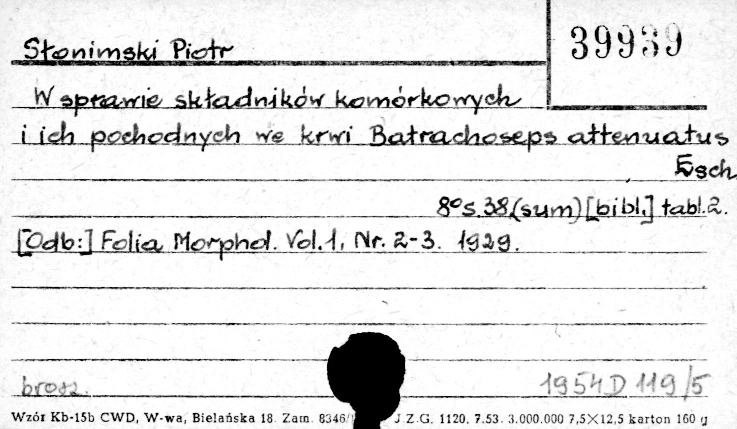 39939
Słonimski Piotr
W sprawie składników komórkowych
i ich pochodnych we krwi Batrachoseps attenuatus
Esch
8º s. 38, (sum) [bibl.] tabl. 2.
[Odb:] Folia Morphol. Vol. 1, Nr. 2-3. 1929.
brosz.
1954 D 119/5
Wzór Kb-15b CWD, W-wa, Bielańska 18. Zam. 8346/ J.Z.G. 1120. 7.53. 3.000.000 7,5×12,5 karton 160 g